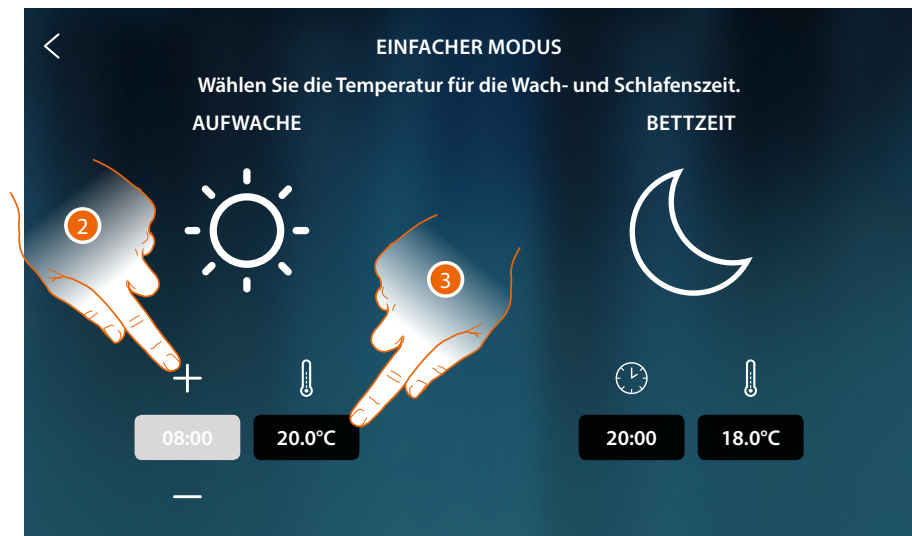 EINFACHER MODUS
Wählen Sie die Temperatur für die Wach- und Schlafenszeit.
AUFWACHE
BETTZEIT
2
3
08:00
20.0°C
20:00
18.0°C